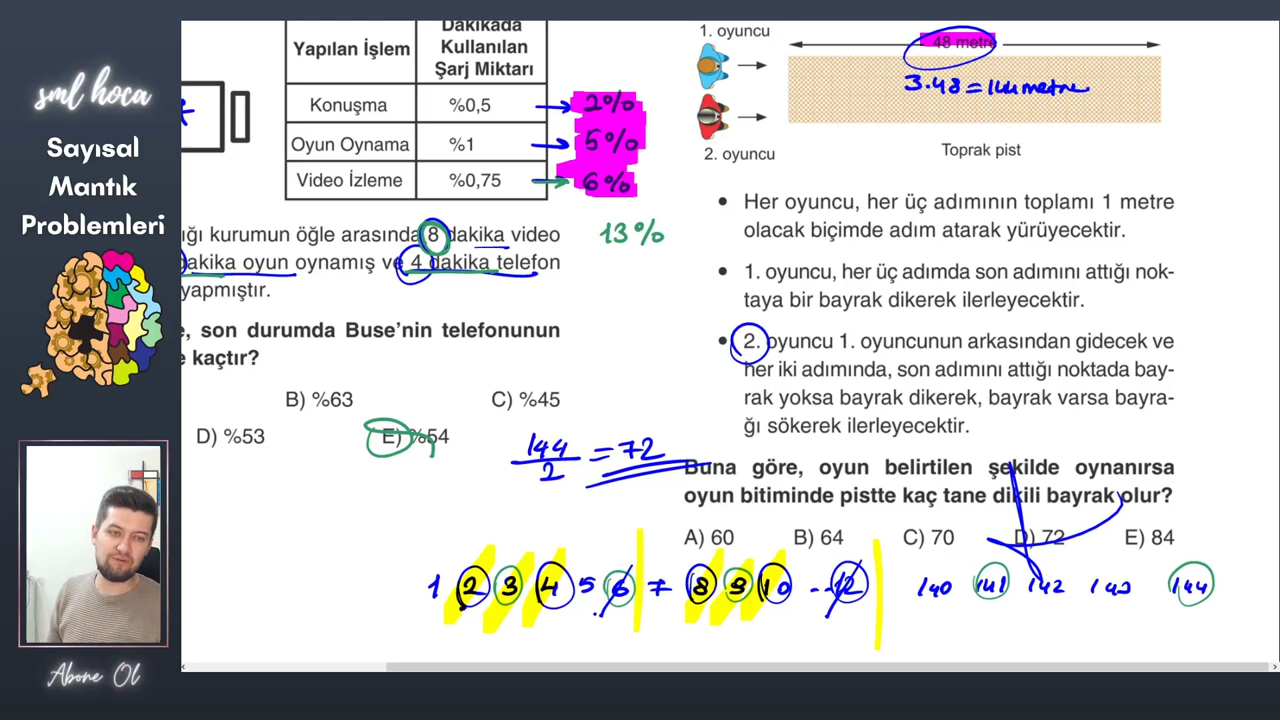 sml hoca
Sayısal
Mantık
Problemleri
Abone Ol
Yapılan İşlem
Dakikada
Kullanılan
Şarj Miktarı
Konuşma %0,5 2%
Oyun Oynama %1 5%
Video İzleme %0,75 6%
13%
ığı kurumun öğle arasında 8 dakika video
akika oyun oynamış ve 4 dakika telefon
yapmıştır.
e, son durumda Buse’nin telefonunun
e kaçtır?
B) %63 C) %45
D) %53 E) %54
144
2
=72
1. oyuncu
48 metre
3.48=144 metre
2. oyuncu
Toprak pist
• Her oyuncu, her üç adımının toplamı 1 metre
olacak biçimde adım atarak yürüyecektir.
• 1. oyuncu, her üç adımda son adımını attığı nok-
taya bir bayrak dikerek ilerleyecektir.
• 2. oyuncu 1. oyuncunun arkasından gidecek ve
her iki adımında, son adımını attığı noktada bay-
rak yoksa bayrak dikerek, bayrak varsa bayra-
ğı sökerek ilerleyecektir.
Buna göre, oyun belirtilen şekilde oynanırsa
oyun bitiminde pistte kaç tane dikili bayrak olur?
A) 60 B) 64 C) 70 D) 72 E) 84
1 2 3 4 5 6 7 8 9 10 ... 12 140 141 142 143 144